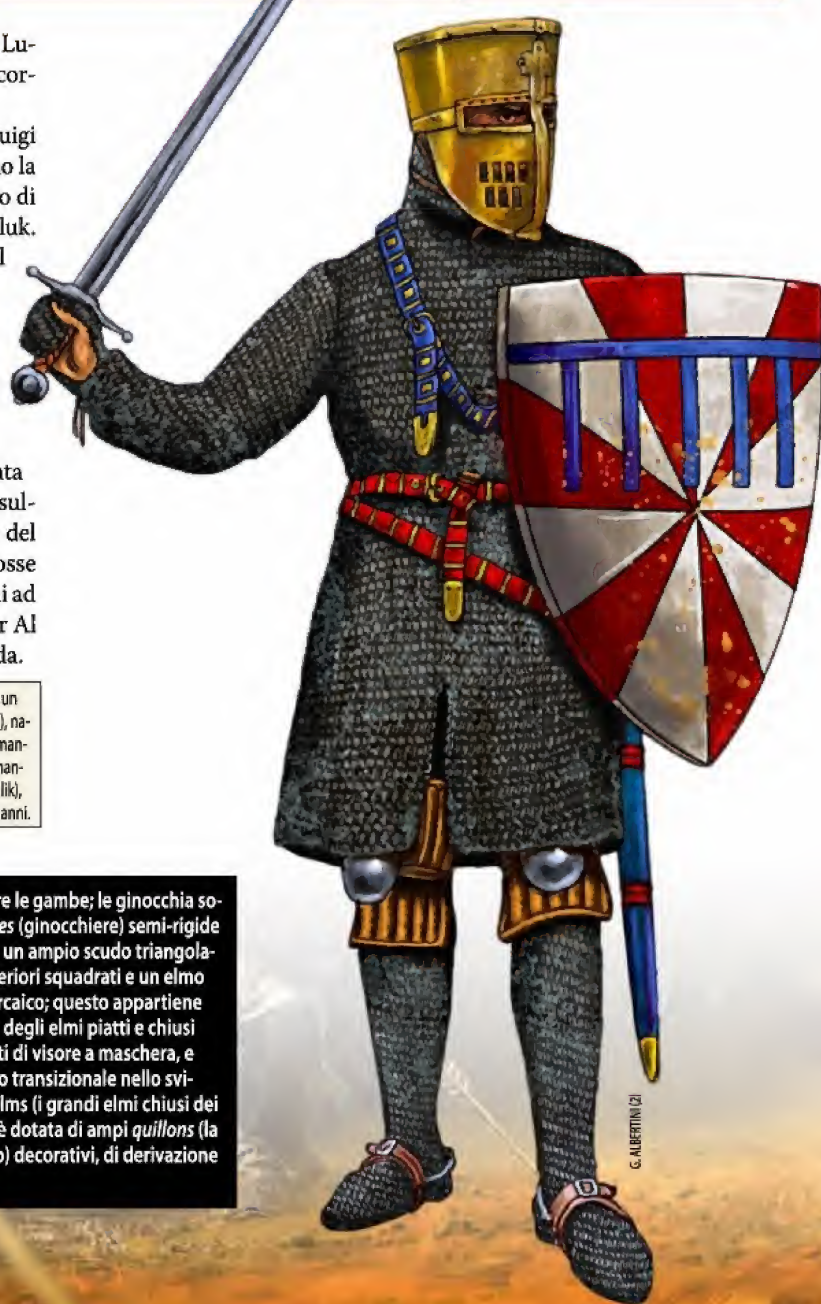 Lu-
cor-
uigi
o la
o di
luk.
l
ata
sul-
del
osse
i ad
r Al
da.
un
), na-
man-
nan-
lik),
anni.
re le gambe; le ginocchia so-
es (ginocchiere) semi-rigide
un ampio scudo triangola-
eriori squadrati e un elmo
rcaico; questo appartiene
degli elmi piatti e chiusi
ti di visore a maschera, e
o transizionale nello svi-
lms (i grandi elmi chiusi dei
è dotata di ampi quillons (la
o) decorativi, di derivazione
G. ALBERTINI (2)